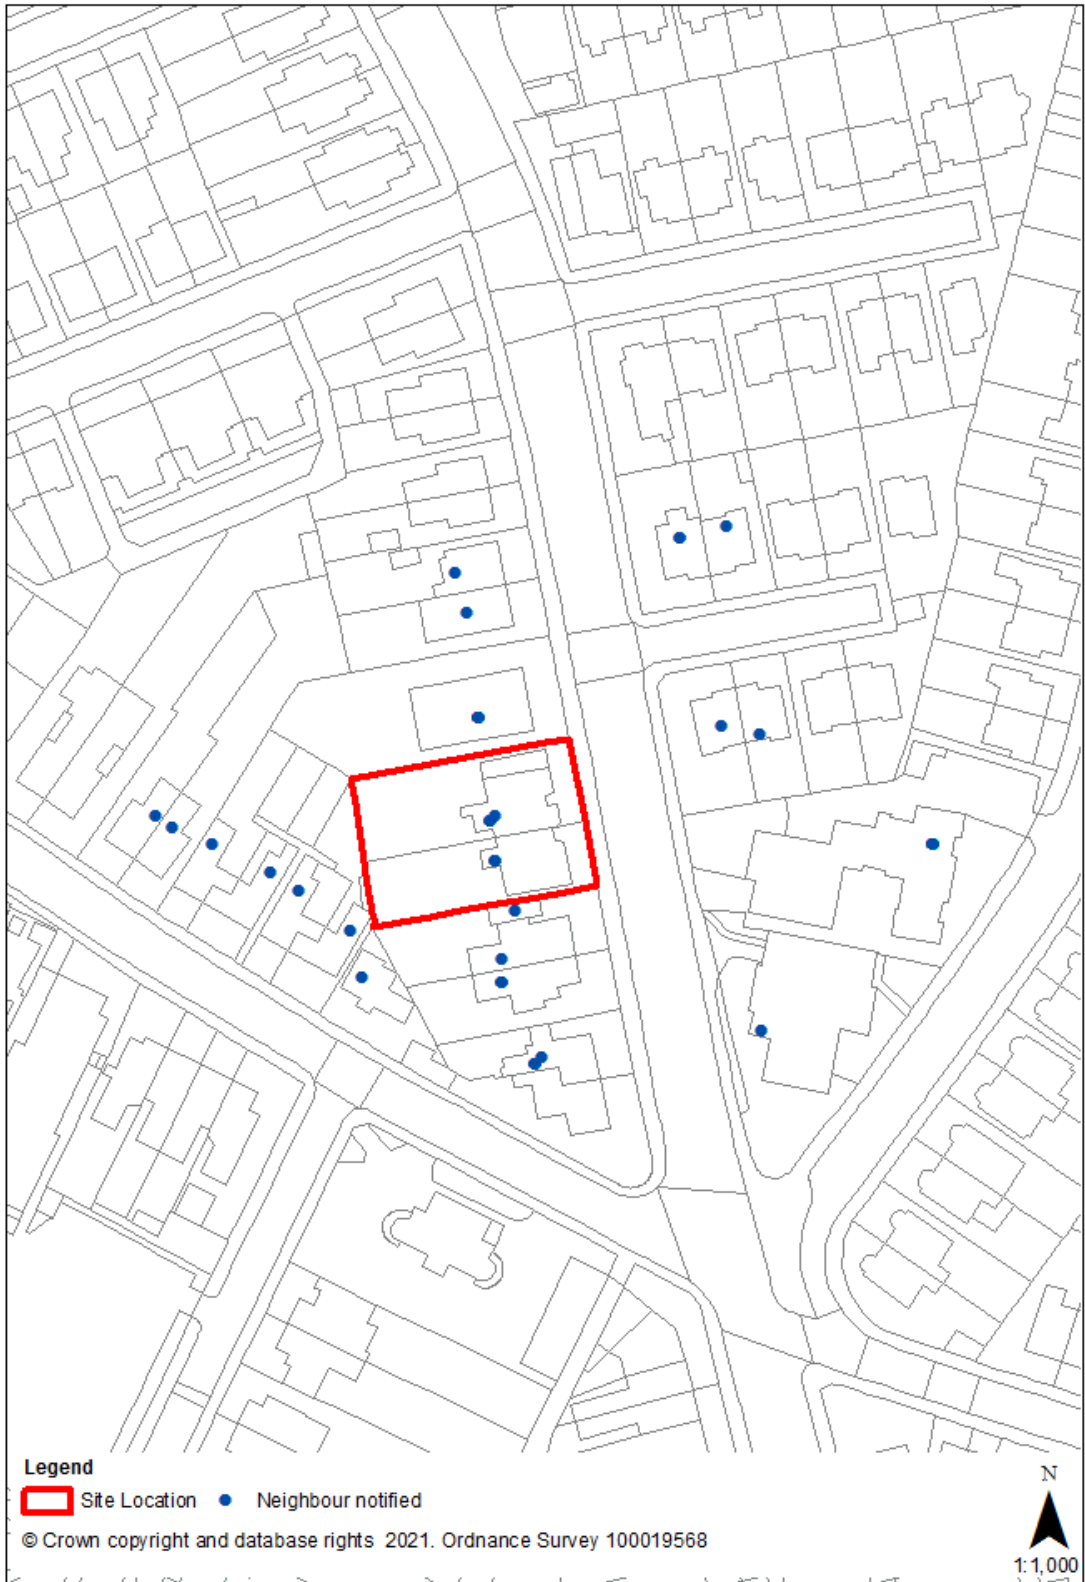 Legend
Site Location
Neighbour notified
© Crown copyright and database rights 2021. Ordnance Survey 100019568
N
1:1,000